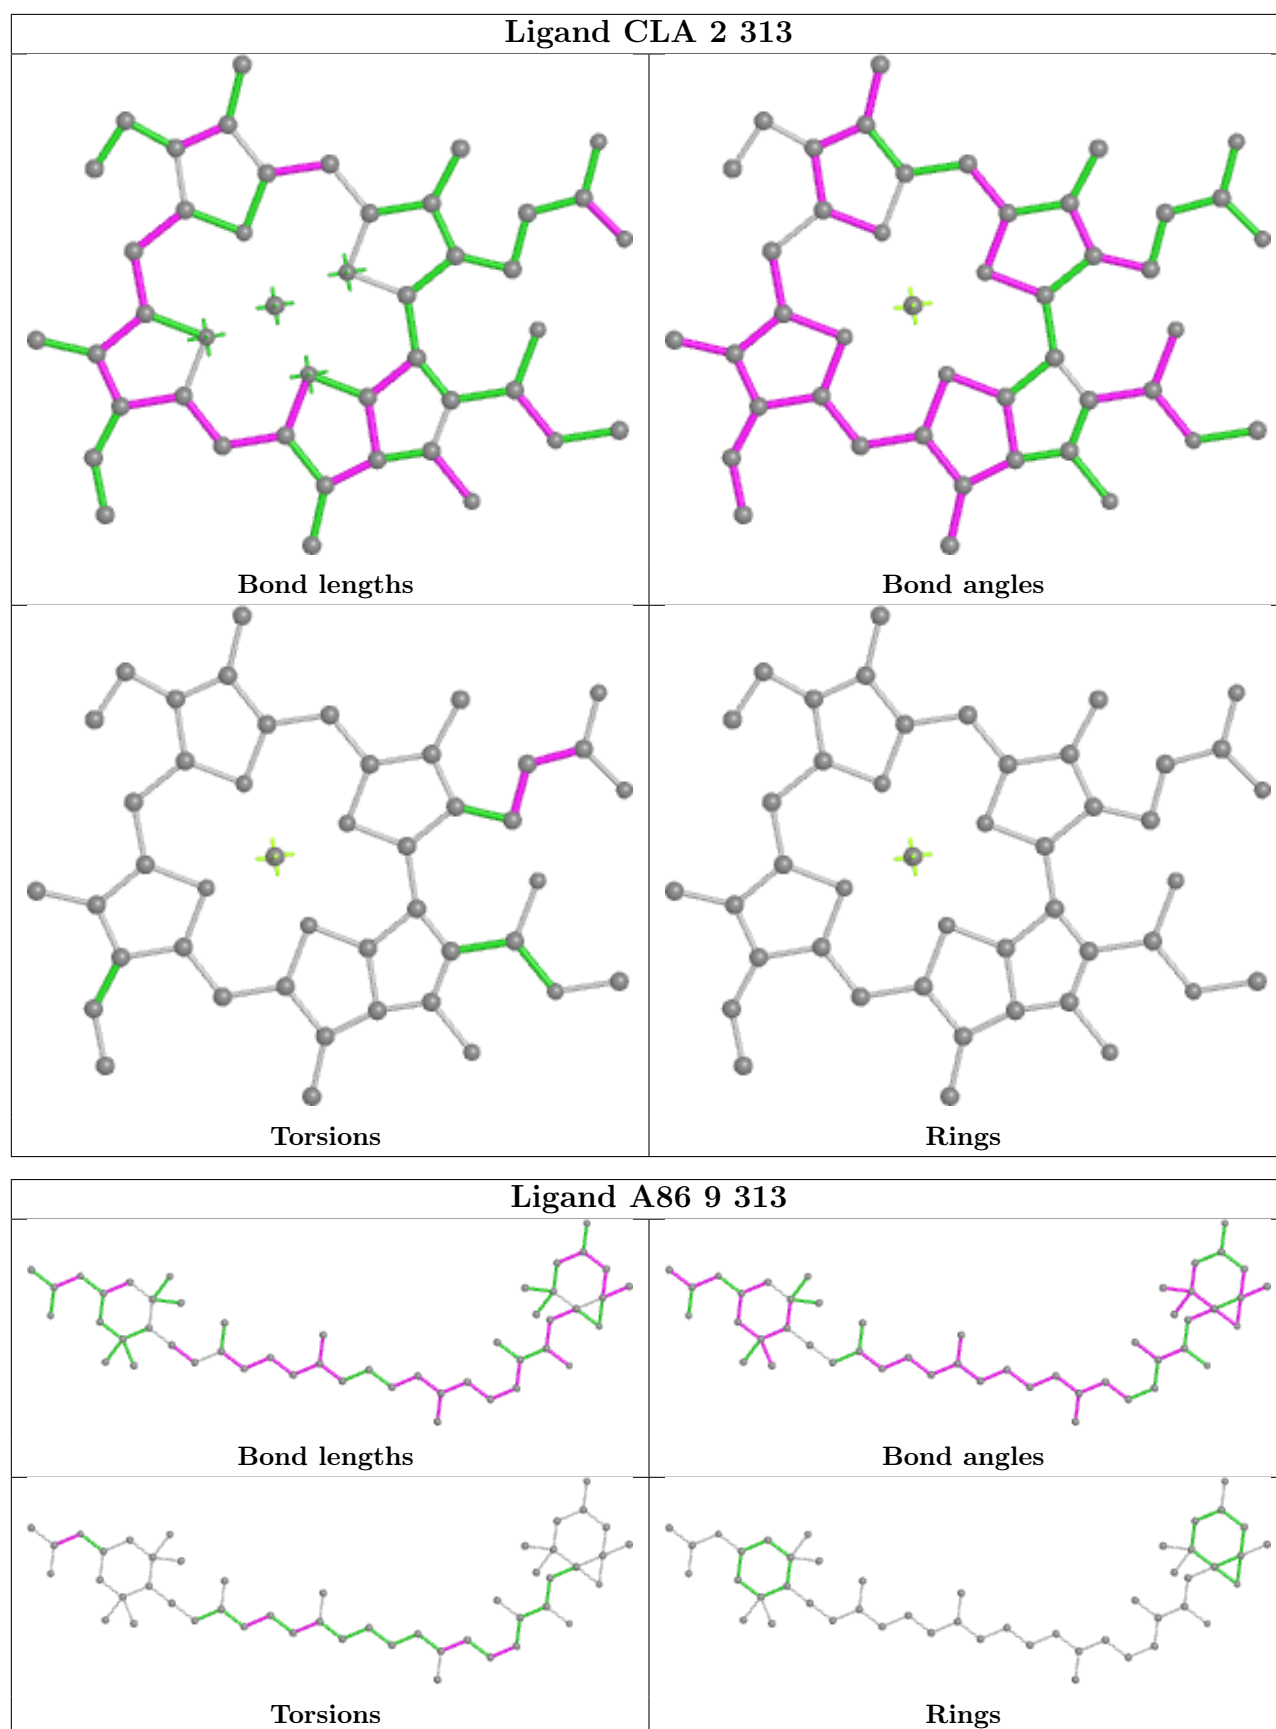 Ligand CLA 2 313
Bond lengths
Bond angles
Torsions
Rings
Ligand A86 9 313
Bond lengths
Bond angles
Torsions
Rings